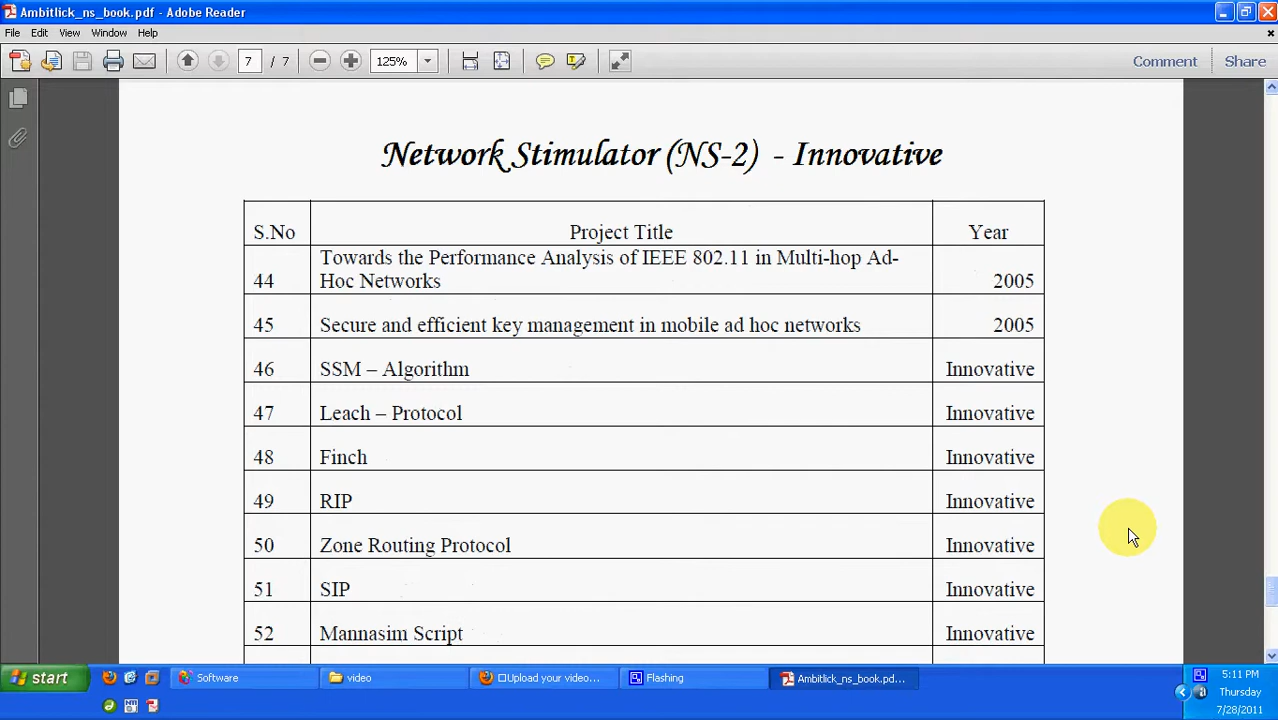 Ambitlick_ns_book.pdf - Adobe Reader
File Edit View Window Help
7 / 7 125% Comment Share
Network Stimulator (NS-2) - Innovative
S.No Project Title Year
Towards the Performance Analysis of IEEE 802.11 in Multi-hop Ad-
44 Hoc Networks 2005
45 Secure and efficient key management in mobile ad hoc networks 2005
46 SSM – Algorithm Innovative
47 Leach – Protocol Innovative
48 Finch Innovative
49 RIP Innovative
50 Zone Routing Protocol Innovative
51 SIP Innovative
52 Mannasim Script Innovative
start Software video Upload your video... Flashing Ambitlick_ns_book.pd... 5:11 PM
Thursday
7/28/2011